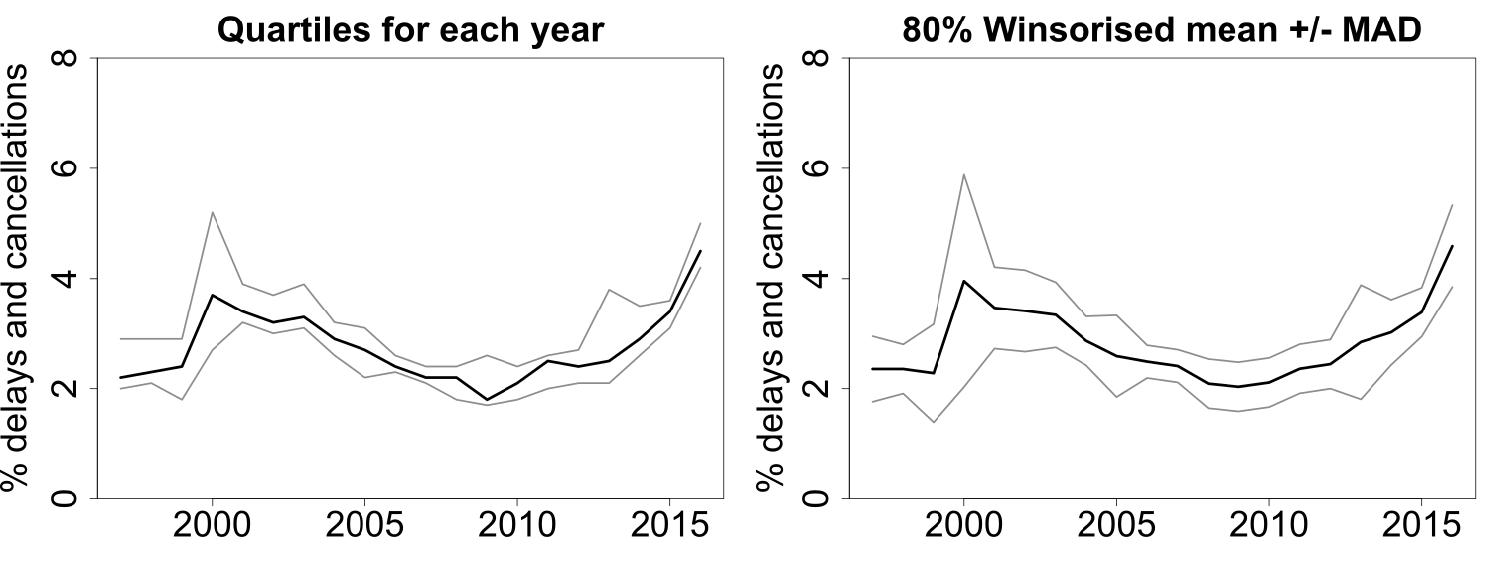 Quartiles for each year
% delays and cancellations
8
6
4
2
0
2000 2005 2010 2015
80% Winsorised mean +/- MAD
% delays and cancellations
8
6
4
2
0
2000 2005 2010 2015